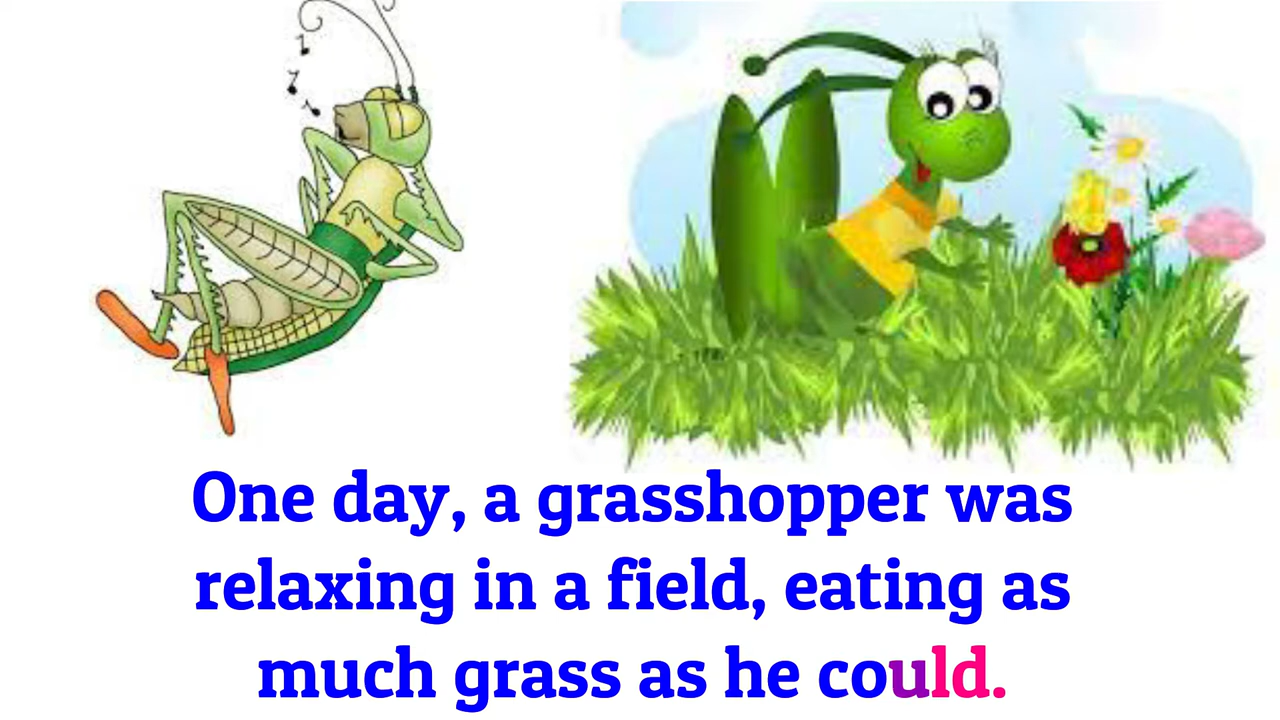 One day, a grasshopper was
relaxing in a field, eating as
much grass as he could.